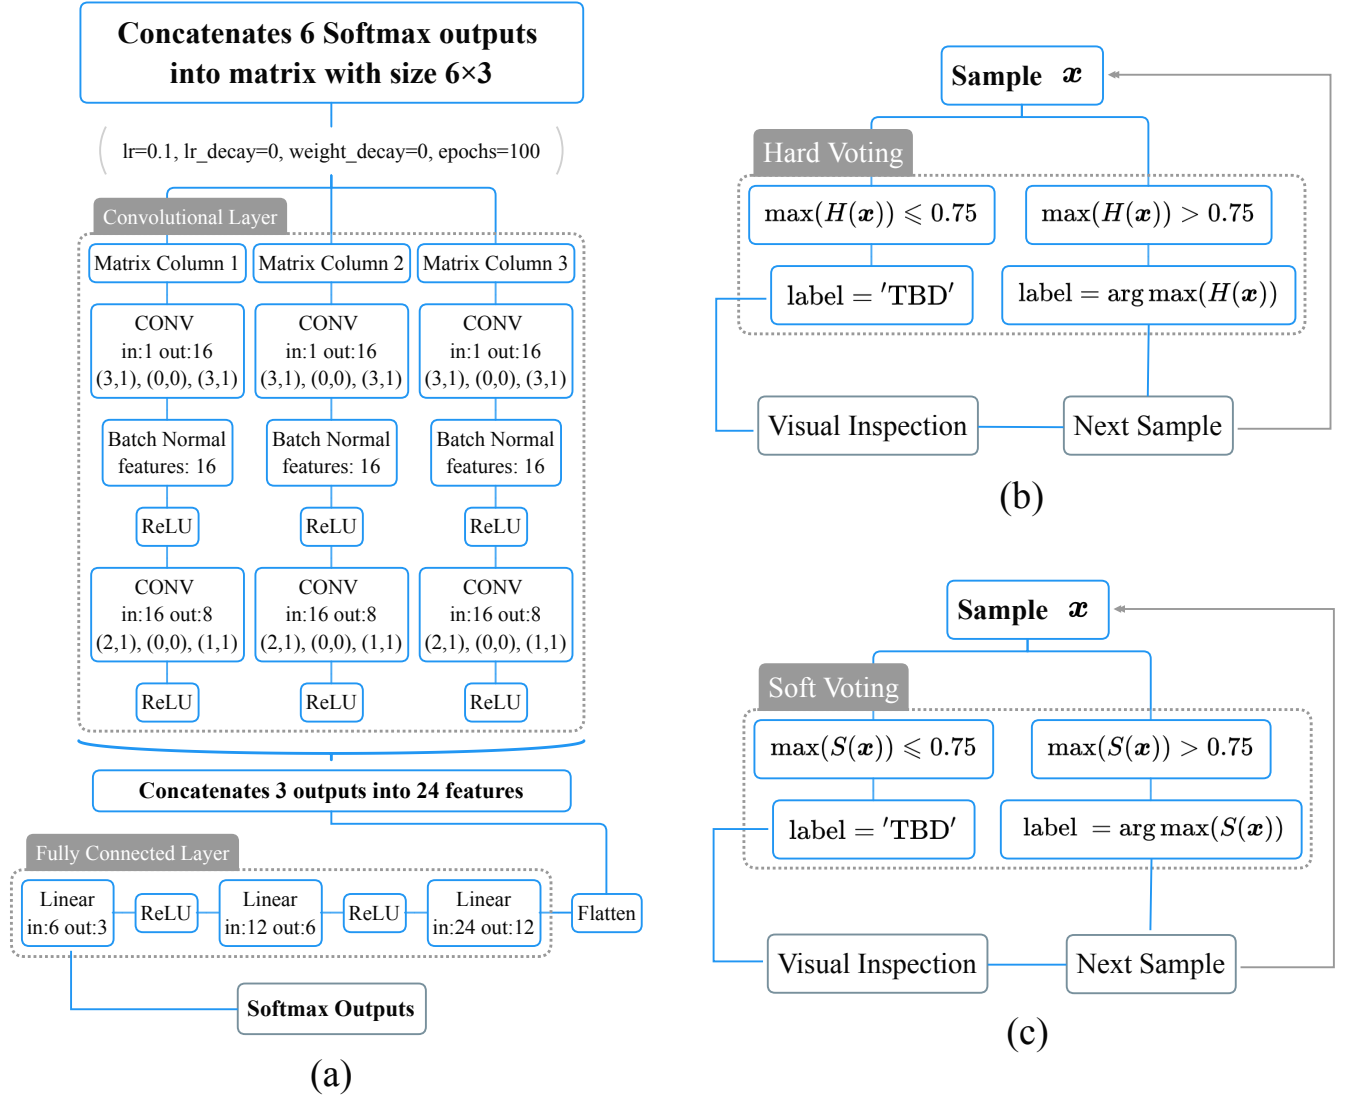 Concatenates 6 Softmax outputs
into matrix with size 6×3
lr=0.1, lr_decay=0, weight_decay=0, epochs=100
Convolutional Layer
Matrix Column 1
Matrix Column 2
Matrix Column 3
CONV
in:1 out:16
(3,1), (0,0), (3,1)
CONV
in:1 out:16
(3,1), (0,0), (3,1)
CONV
in:1 out:16
(3,1), (0,0), (3,1)
Batch Normal
features: 16
Batch Normal
features: 16
Batch Normal
features: 16
ReLU
ReLU
ReLU
CONV
in:16 out:8
(2,1), (0,0), (1,1)
CONV
in:16 out:8
(2,1), (0,0), (1,1)
CONV
in:16 out:8
(2,1), (0,0), (1,1)
ReLU
ReLU
ReLU
Concatenates 3 outputs into 24 features
Fully Connected Layer
Linear
in:6 out:3
ReLU
Linear
in:12 out:6
ReLU
Linear
in:24 out:12
Flatten
Softmax Outputs
(a)
Sample x
Hard Voting
max(H(x)) ⩽ 0.75
max(H(x)) > 0.75
label = ′TBD′
label = arg max(H(x))
Visual Inspection
Next Sample
(b)
Sample x
Soft Voting
max(S(x)) ⩽ 0.75
max(S(x)) > 0.75
label = ′TBD′
label = arg max(S(x))
Visual Inspection
Next Sample
(c)